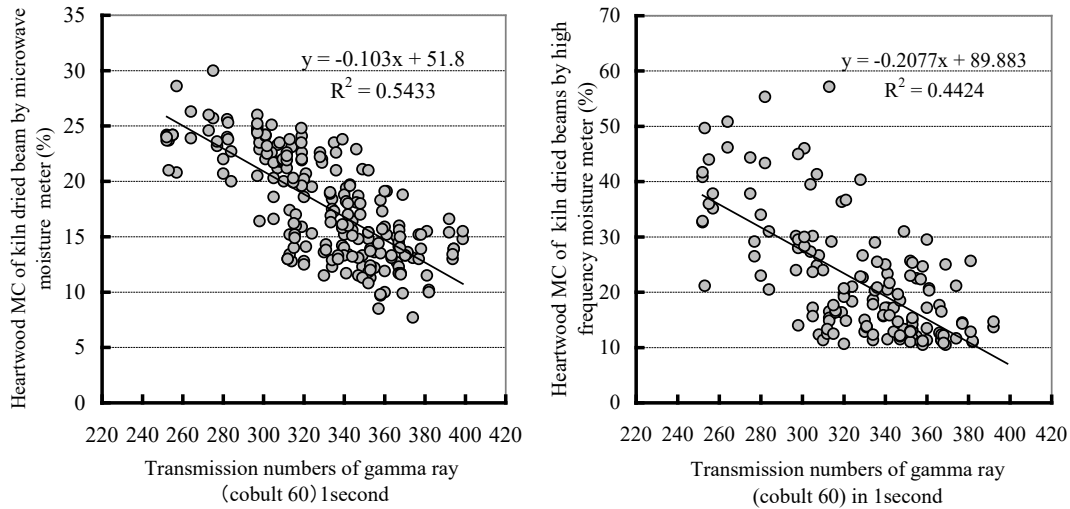 Heartwood MC of kiln dried beam by microwave
moisture meter (%)
35
30
25
20
15
10
5
0
y = -0.103x + 51.8
R² = 0.5433
220 240 260 280 300 320 340 360 380 400 420
Transmission numbers of gamma ray
(cobult 60) 1second
Heartwood MC of kiln dried beams by high
frequency moisture meter (%)
70
60
50
40
30
20
10
0
y = -0.2077x + 89.883
R² = 0.4424
220 240 260 280 300 320 340 360 380 400 420
Transmission numbers of gamma ray
(cobult 60) in 1second